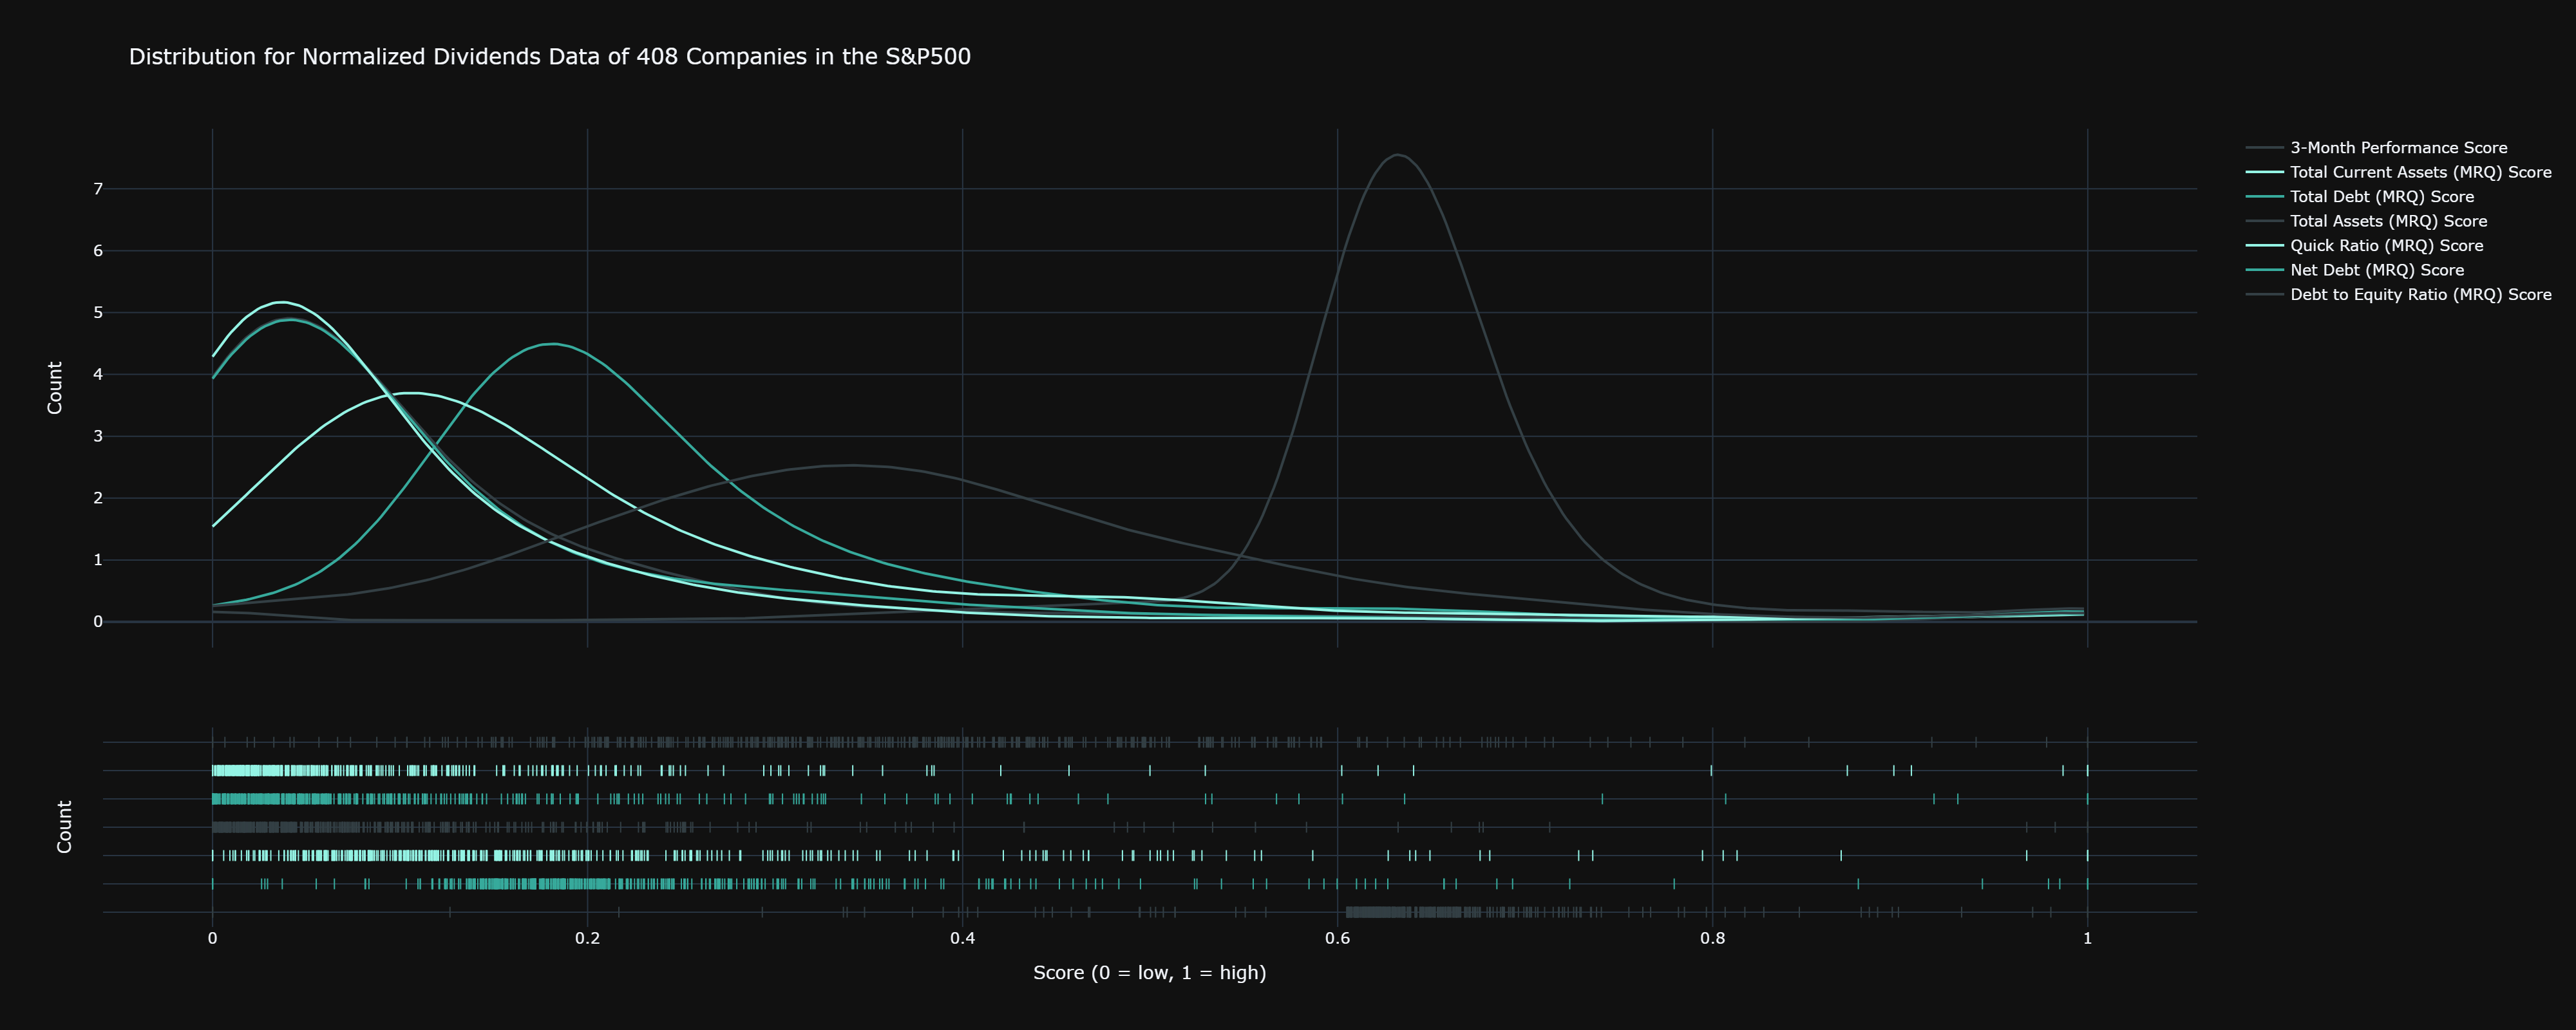 Distribution for Normalized Dividends Data of 408 Companies in the S&P500
3-Month Performance Score
Total Current Assets (MRQ) Score
Total Debt (MRQ) Score
Total Assets (MRQ) Score
Quick Ratio (MRQ) Score
Net Debt (MRQ) Score
Debt to Equity Ratio (MRQ) Score
Count
7
6
5
4
3
2
1
0
Count
0 0.2 0.4 0.6 0.8 1
Score (0 = low, 1 = high)